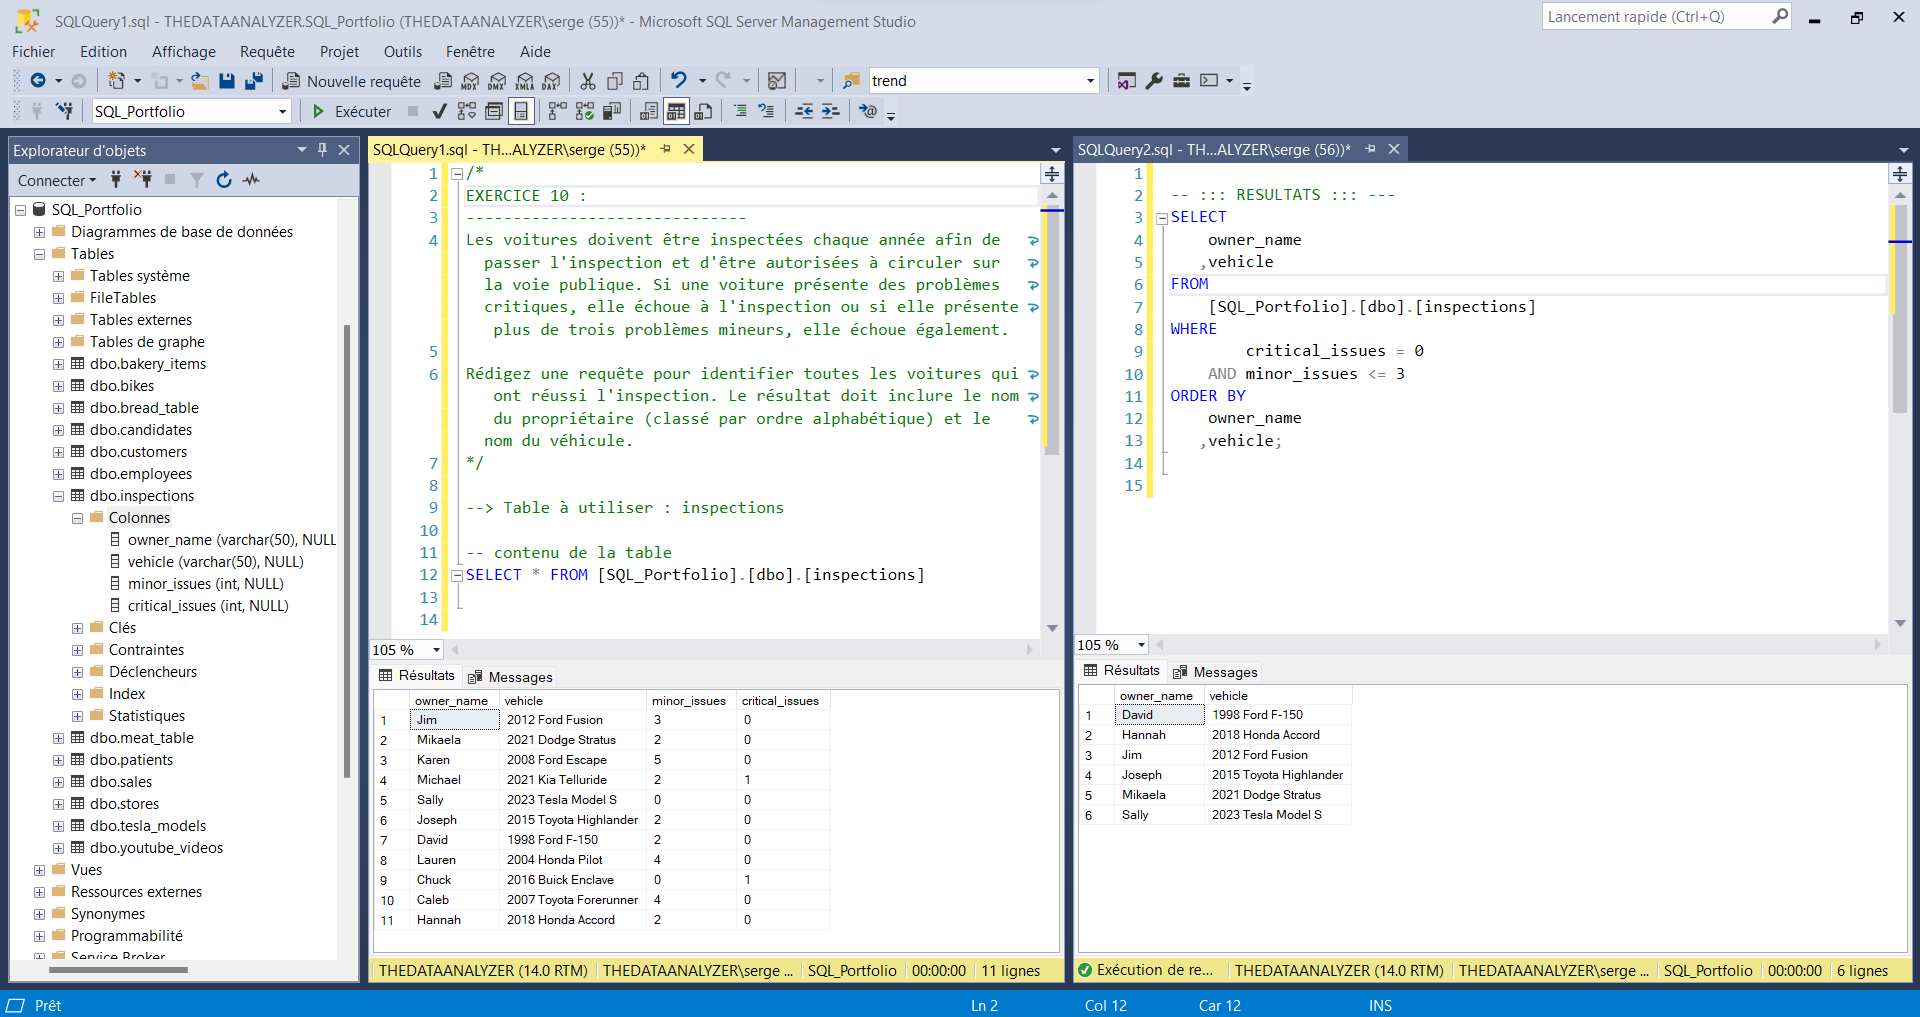 SQLQuery1.sql - THEDATAANALYZER.SQL_Portfolio (THEDATAANALYZER\serge (55))* - Microsoft SQL Server Management Studio
Lancement rapide (Ctrl+Q)
Fichier Edition Affichage Requête Projet Outils Fenêtre Aide
Nouvelle requête MDX DMX XMLA DAX trend
SQL_Portfolio Exécuter
Explorateur d'objets
Connecter
SQL_Portfolio
Diagrammes de base de données
Tables
Tables système
FileTables
Tables externes
Tables de graphe
dbo.bakery_items
dbo.bikes
dbo.bread_table
dbo.candidates
dbo.customers
dbo.employees
dbo.inspections
Colonnes
owner_name (varchar(50), NULL
vehicle (varchar(50), NULL)
minor_issues (int, NULL)
critical_issues (int, NULL)
Clés
Contraintes
Déclencheurs
Index
Statistiques
dbo.meat_table
dbo.patients
dbo.sales
dbo.stores
dbo.tesla_models
dbo.youtube_videos
Vues
Ressources externes
Synonymes
Programmabilité
Service Broker
SQLQuery1.sql - TH...ALYZER\serge (55))*
1 /*
2 EXERCICE 10 :
3 ------------------------------
4 Les voitures doivent être inspectées chaque année afin de
passer l'inspection et d'être autorisées à circuler sur
la voie publique. Si une voiture présente des problèmes
critiques, elle échoue à l'inspection ou si elle présente
plus de trois problèmes mineurs, elle échoue également.
5
6 Rédigez une requête pour identifier toutes les voitures qui
ont réussi l'inspection. Le résultat doit inclure le nom
du propriétaire (classé par ordre alphabétique) et le
nom du véhicule.
7 */
8
9 --> Table à utiliser : inspections
10
11 -- contenu de la table
12 SELECT * FROM [SQL_Portfolio].[dbo].[inspections]
13
14
105 %
Résultats Messages
owner_name vehicle minor_issues critical_issues
1 Jim 2012 Ford Fusion 3 0
2 Mikaela 2021 Dodge Stratus 2 0
3 Karen 2008 Ford Escape 5 0
4 Michael 2021 Kia Telluride 2 1
5 Sally 2023 Tesla Model S 0 0
6 Joseph 2015 Toyota Highlander 2 0
7 David 1998 Ford F-150 2 0
8 Lauren 2004 Honda Pilot 4 0
9 Chuck 2016 Buick Enclave 0 1
10 Caleb 2007 Toyota Forerunner 4 0
11 Hannah 2018 Honda Accord 2 0
THEDATAANALYZER (14.0 RTM) THEDATAANALYZER\serge ... SQL_Portfolio 00:00:00 11 lignes
SQLQuery2.sql - TH...ALYZER\serge (56))*
1
2 -- ::: RESULTATS ::: ---
3 SELECT
4 owner_name
5 ,vehicle
6 FROM
7 [SQL_Portfolio].[dbo].[inspections]
8 WHERE
9 critical_issues = 0
10 AND minor_issues <= 3
11 ORDER BY
12 owner_name
13 ,vehicle;
14
15
105 %
Résultats Messages
owner_name vehicle
1 David 1998 Ford F-150
2 Hannah 2018 Honda Accord
3 Jim 2012 Ford Fusion
4 Joseph 2015 Toyota Highlander
5 Mikaela 2021 Dodge Stratus
6 Sally 2023 Tesla Model S
Exécution de re... THEDATAANALYZER (14.0 RTM) THEDATAANALYZER\serge ... SQL_Portfolio 00:00:00 6 lignes
Prêt Ln 2 Col 12 Car 12 INS